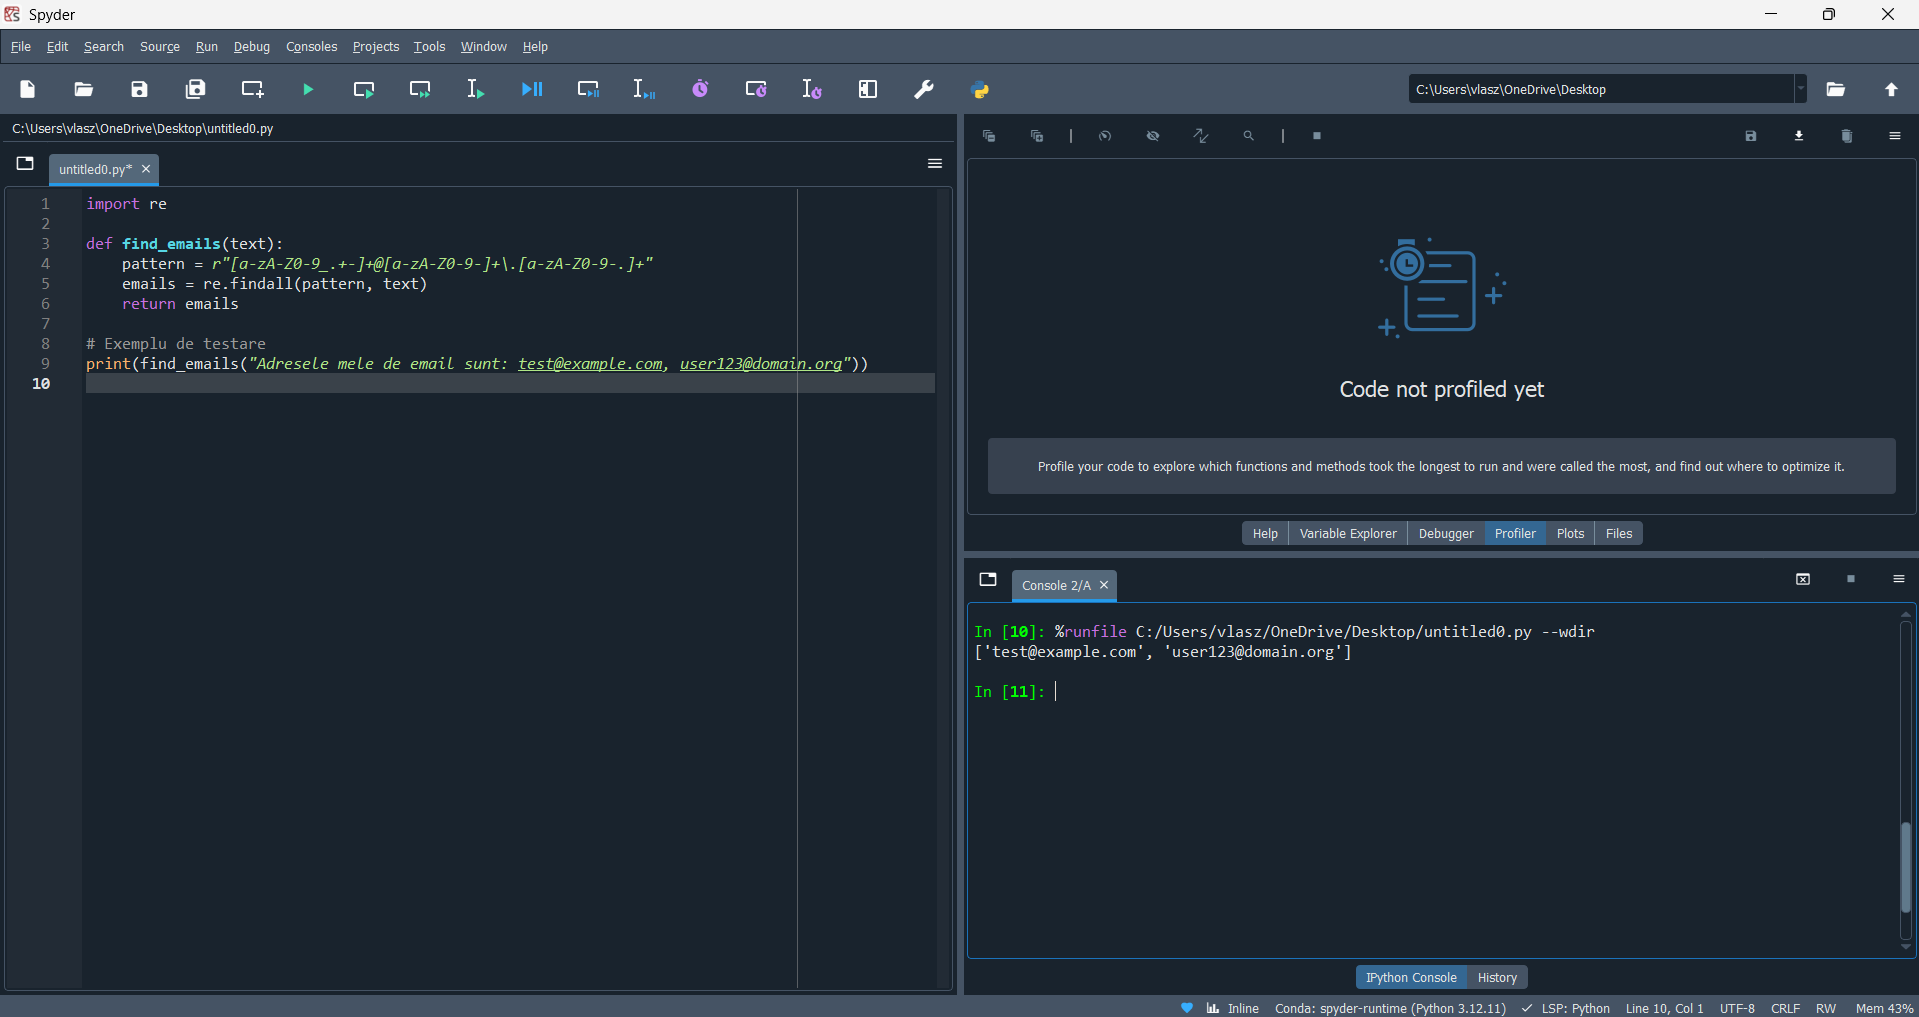 Spyder
File Edit Search Source Run Debug Consoles Projects Tools Window Help
C:\Users\vlasz\OneDrive\Desktop
C:\Users\vlasz\OneDrive\Desktop\untitled0.py
untitled0.py*
1 import re
2
3 def find_emails(text):
4     pattern = r"[a-zA-Z0-9_.+-]+@[a-zA-Z0-9-]+\.[a-zA-Z0-9-.]+"
5     emails = re.findall(pattern, text)
6     return emails
7
8 # Exemplu de testare
9 print(find_emails("Adresele mele de email sunt: test@example.com, user123@domain.org"))
10
Code not profiled yet
Profile your code to explore which functions and methods took the longest to run and were called the most, and find out where to optimize it.
Help Variable Explorer Debugger Profiler Plots Files
Console 2/A
In [10]: %runfile C:/Users/vlasz/OneDrive/Desktop/untitled0.py --wdir
['test@example.com', 'user123@domain.org']
In [11]:
IPython Console History
Inline Conda: spyder-runtime (Python 3.12.11) LSP: Python Line 10, Col 1 UTF-8 CRLF RW Mem 43%